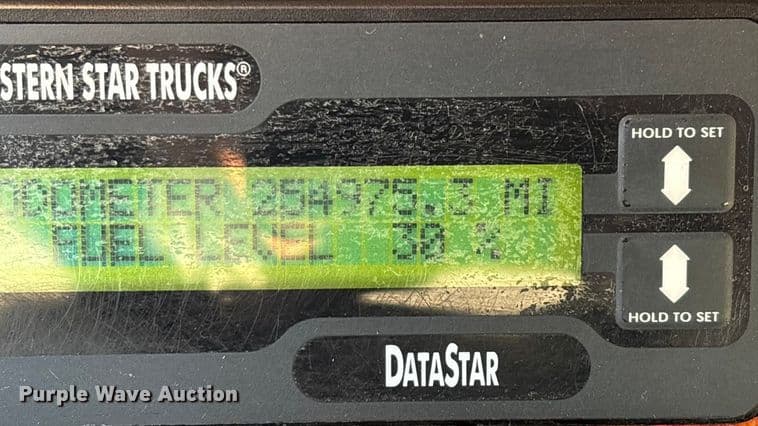 STERN STAR TRUCKS®
HOLD TO SET
ODOMETER 254975.3 MI
FUEL LEVEL 30 %
HOLD TO SET
DATASTAR
Purple Wave Auction